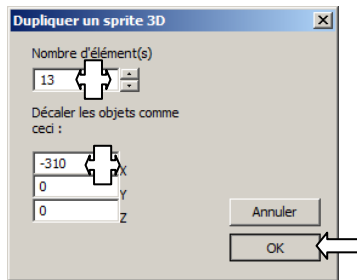 Dupliquer un sprite 3D
Nombre d'élément(s)
13
Décaler les objets comme
ceci :
-310 X
0 Y
0 Z
Annuler
OK